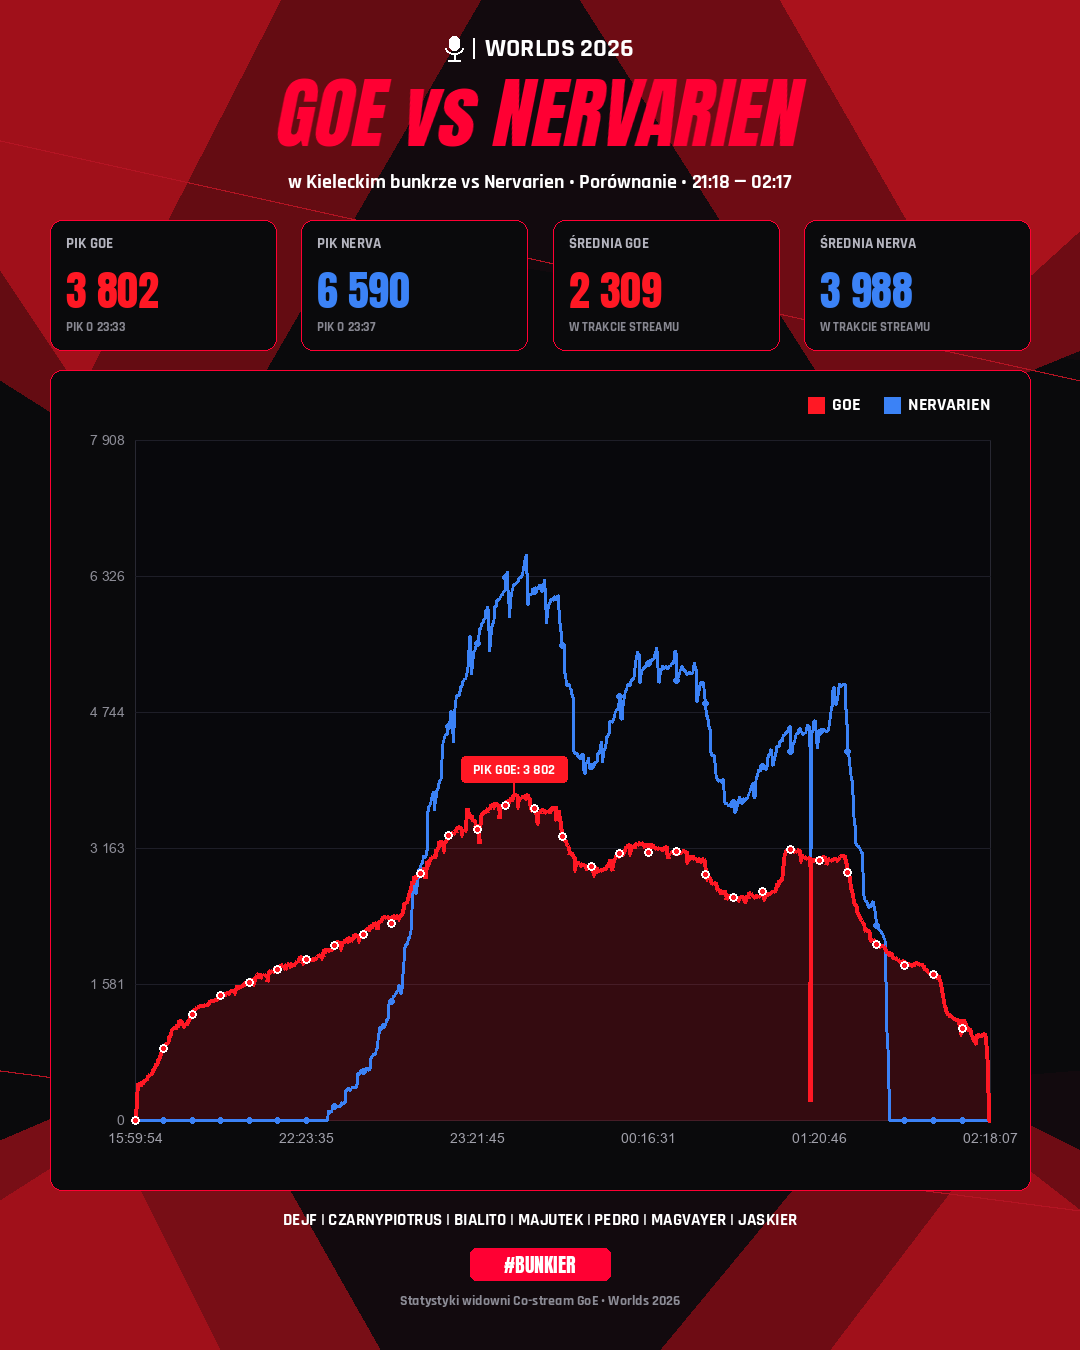 | WORLDS 2026
GOE vs NERVARIEN
w Kieleckim bunkrze vs Nervarien • Porównanie • 21:18 — 02:17
PIK GOE
3 802
PIK O 23:33
PIK NERVA
6 590
PIK O 23:37
ŚREDNIA GOE
2 309
W TRAKCIE STREAMU
ŚREDNIA NERVA
3 988
W TRAKCIE STREAMU
GOE
NERVARIEN
7 908
6 326
4 744
3 163
1 581
0
PIK GOE: 3 802
15:59:54
22:23:35
23:21:45
00:16:31
01:20:46
02:18:07
DEJF | CZARNYPIOTRUS | BIALITO | MAJUTEK | PEDRO | MAGVAYER | JASKIER
#BUNKIER
Statystyki widowni Co-stream GoE • Worlds 2026